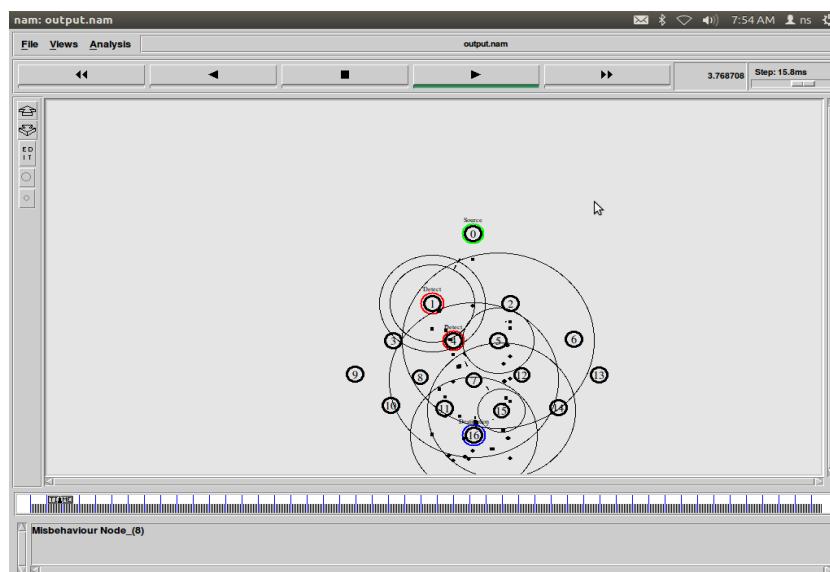 nam: output.nam
7:54 AM ns
File Views Analysis
output.nam
3.768708
Step: 15.8ms
ED
IT
Source
0
Detect
1
2
Detect
3
4
5
6
9
8
7
12
13
10
11
15
14
Destination
16
TIME
Misbehaviour Node_(8)